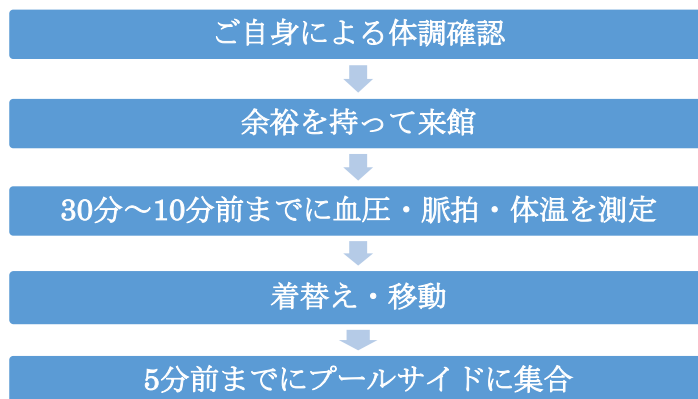 ご自身による体調確認
余裕を持って来館
30分～10分前までに血圧・脈拍・体温を測定
着替え・移動
5分前までにプールサイドに集合